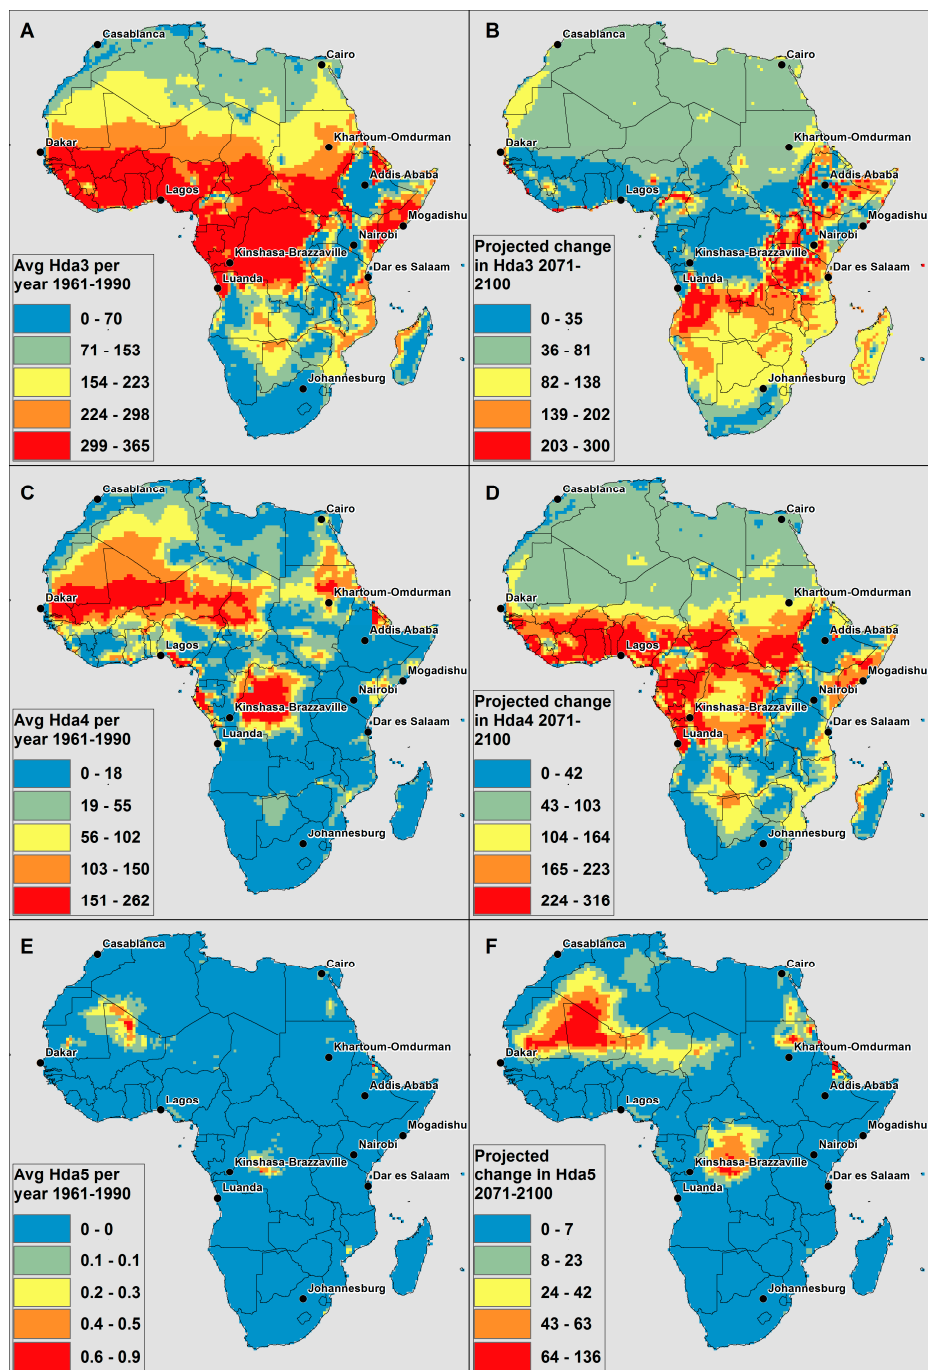 A
Casablanca
Cairo
Dakar
Khartoum-Omdurman
Addis Ababa
Lagos
Mogadishu
Nairobi
Kinshasa-Brazzaville
Dar es Salaam
Luanda
Johannesburg
Avg Hda3 per
year 1961-1990
0 - 70
71 - 153
154 - 223
224 - 298
299 - 365
B
Casablanca
Cairo
Dakar
Khartoum-Omdurman
Addis Ababa
Lagos
Mogadishu
Nairobi
Kinshasa-Brazzaville
Dar es Salaam
Luanda
Johannesburg
Projected change
in Hda3 2071-
2100
0 - 35
36 - 81
82 - 138
139 - 202
203 - 300
C
Casablanca
Cairo
Dakar
Khartoum-Omdurman
Addis Ababa
Lagos
Mogadishu
Nairobi
Kinshasa-Brazzaville
Dar es Salaam
Luanda
Johannesburg
Avg Hda4 per
year 1961-1990
0 - 18
19 - 55
56 - 102
103 - 150
151 - 262
D
Casablanca
Cairo
Dakar
Khartoum-Omdurman
Addis Ababa
Lagos
Mogadishu
Nairobi
Kinshasa-Brazzaville
Dar es Salaam
Luanda
Johannesburg
Projected change
in Hda4 2071-
2100
0 - 42
43 - 103
104 - 164
165 - 223
224 - 316
E
Casablanca
Cairo
Dakar
Khartoum-Omdurman
Addis Ababa
Lagos
Mogadishu
Nairobi
Kinshasa-Brazzaville
Dar es Salaam
Luanda
Johannesburg
Avg Hda5 per
year 1961-1990
0 - 0
0.1 - 0.1
0.2 - 0.3
0.4 - 0.5
0.6 - 0.9
F
Casablanca
Cairo
Dakar
Khartoum-Omdurman
Addis Ababa
Lagos
Mogadishu
Nairobi
Kinshasa-Brazzaville
Dar es Salaam
Luanda
Johannesburg
Projected
change in Hda5
2071-2100
0 - 7
8 - 23
24 - 42
43 - 63
64 - 136